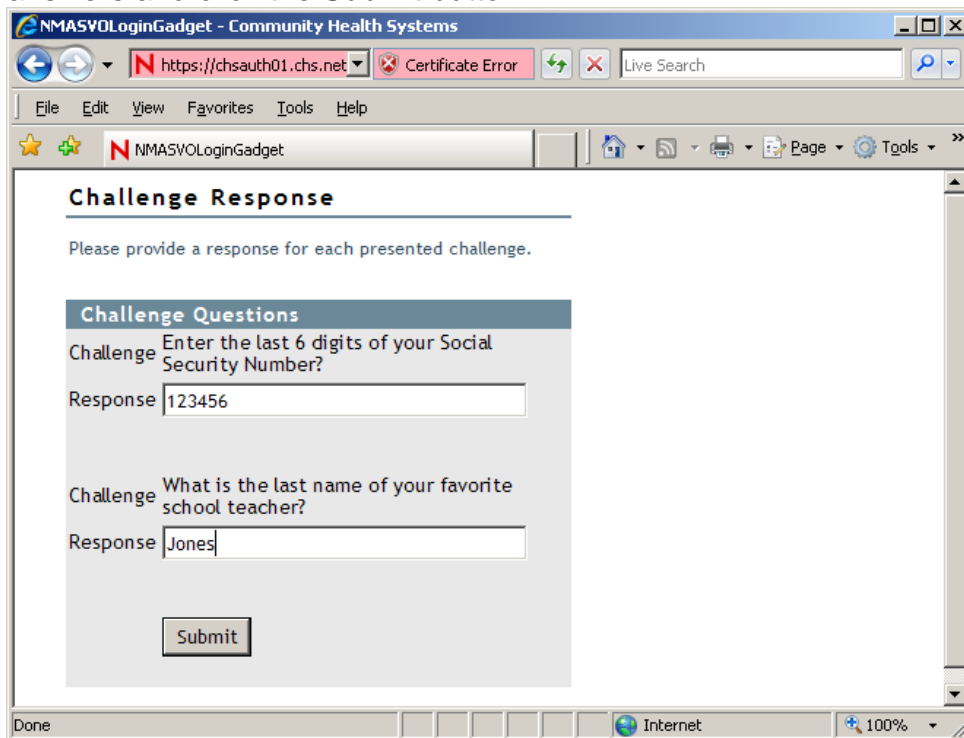 NMASVOLoginGadget - Community Health Systems
https://chsauth01.chs.net Certificate Error Live Search
File Edit View Favorites Tools Help
NMASVOLoginGadget Page Tools »
Challenge Response
Please provide a response for each presented challenge.
Challenge Questions
Challenge Enter the last 6 digits of your Social
Security Number?
Response 123456
Challenge What is the last name of your favorite
school teacher?
Response Jones
Submit
Done Internet 100%